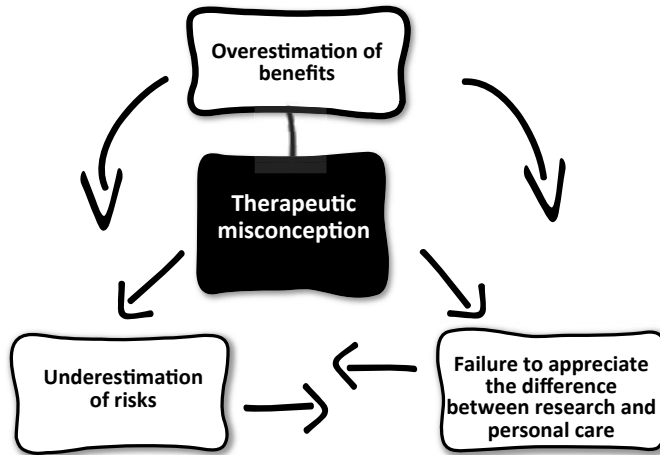 Overestimation of
benefits
Therapeutic
misconception
Underestimation
of risks
Failure to appreciate
the difference
between research and
personal care